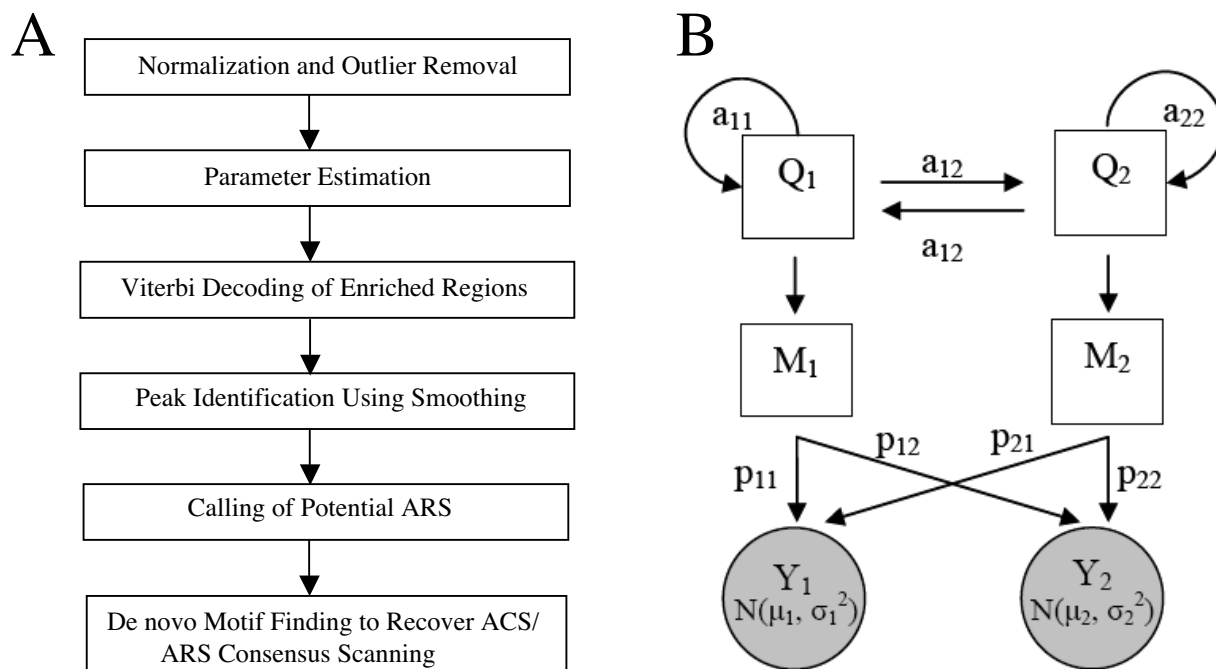 A
Normalization and Outlier Removal
Parameter Estimation
Viterbi Decoding of Enriched Regions
Peak Identification Using Smoothing
Calling of Potential ARS
De novo Motif Finding to Recover ACS/
ARS Consensus Scanning
B
a₁₁
a₂₂
Q₁
a₁₂
Q₂
a₁₂
M₁
M₂
p₁₂
p₂₁
p₁₁
p₂₂
Y₁
N(μ₁, σ₁²)
Y₂
N(μ₂, σ₂²)